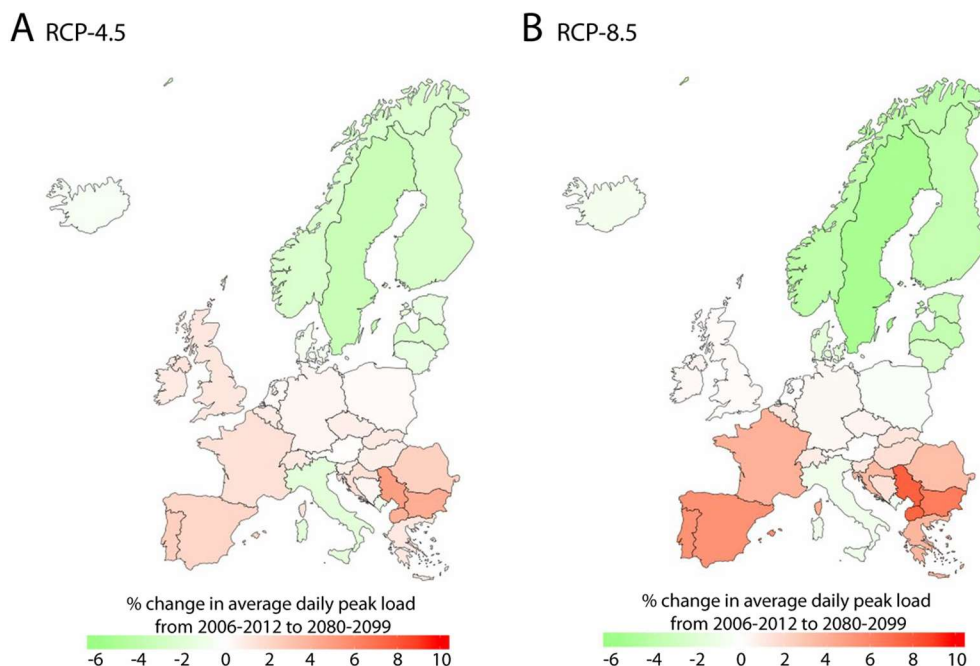 A RCP-4.5
B RCP-8.5
% change in average daily peak load
from 2006-2012 to 2080-2099
-6 -4 -2 0 2 4 6 8 10
% change in average daily peak load
from 2006-2012 to 2080-2099
-6 -4 -2 0 2 4 6 8 10